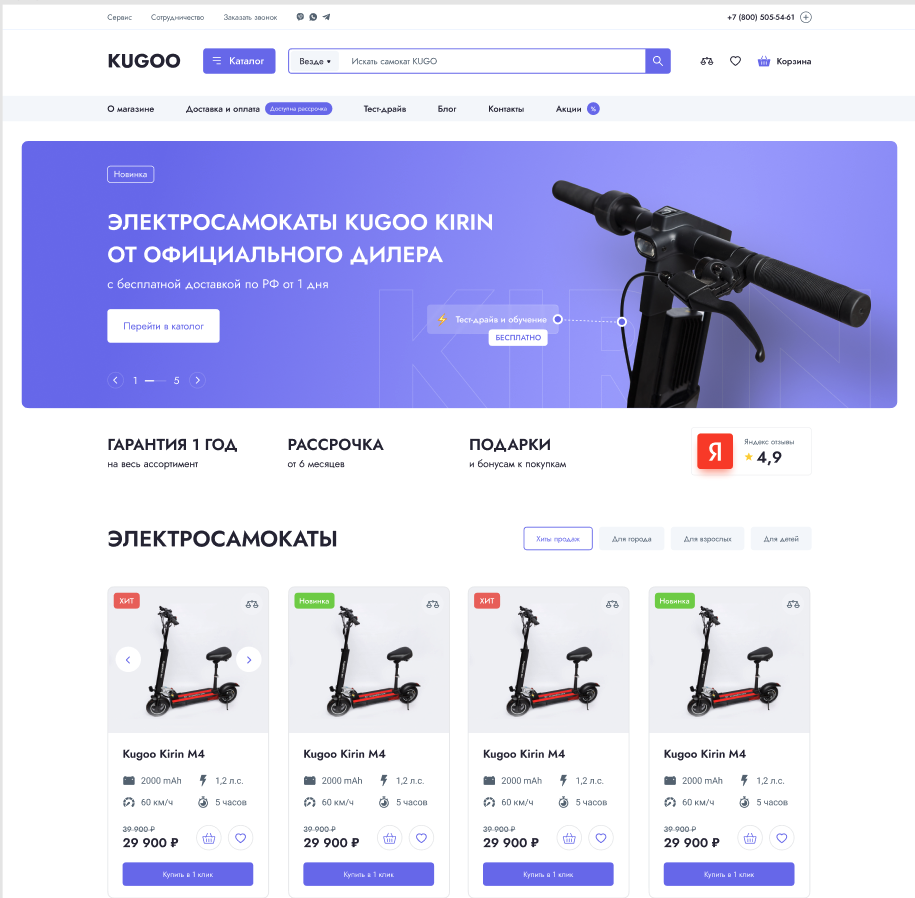 Сервис Сотрудничество Заказать звонок +7 (800) 505-54-61
KUGOO Каталог Везде Искать самокат KUGO Корзина
О магазине Доставка и оплата Доступна рассрочка Тест-драйв Блог Контакты Акции %
Новинка
ЭЛЕКТРОСАМОКАТЫ KUGOO KIRIN
ОТ ОФИЦИАЛЬНОГО ДИЛЕРА
с бесплатной доставкой по РФ от 1 дня
KIRIN
Перейти в католог
Тест-драйв и обучение
БЕСПЛАТНО
1 5
ГАРАНТИЯ 1 ГОД
на весь ассортимент
РАССРОЧКА
от 6 месяцев
ПОДАРКИ
и бонусам к покупкам
Я
Яндекс отзывы
4,9
ЭЛЕКТРОСАМОКАТЫ
Хиты продаж Для города Для взрослых Для детей
ХИТ Новинка ХИТ Новинка
Kugoo Kirin M4 Kugoo Kirin M4 Kugoo Kirin M4 Kugoo Kirin M4
2000 mAh 1,2 л.с. 2000 mAh 1,2 л.с. 2000 mAh 1,2 л.с. 2000 mAh 1,2 л.с.
60 км/ч 5 часов 60 км/ч 5 часов 60 км/ч 5 часов 60 км/ч 5 часов
39 900 ₽ 39 900 ₽ 39 900 ₽ 39 900 ₽
29 900 ₽ 29 900 ₽ 29 900 ₽ 29 900 ₽
Купить в 1 клик Купить в 1 клик Купить в 1 клик Купить в 1 клик